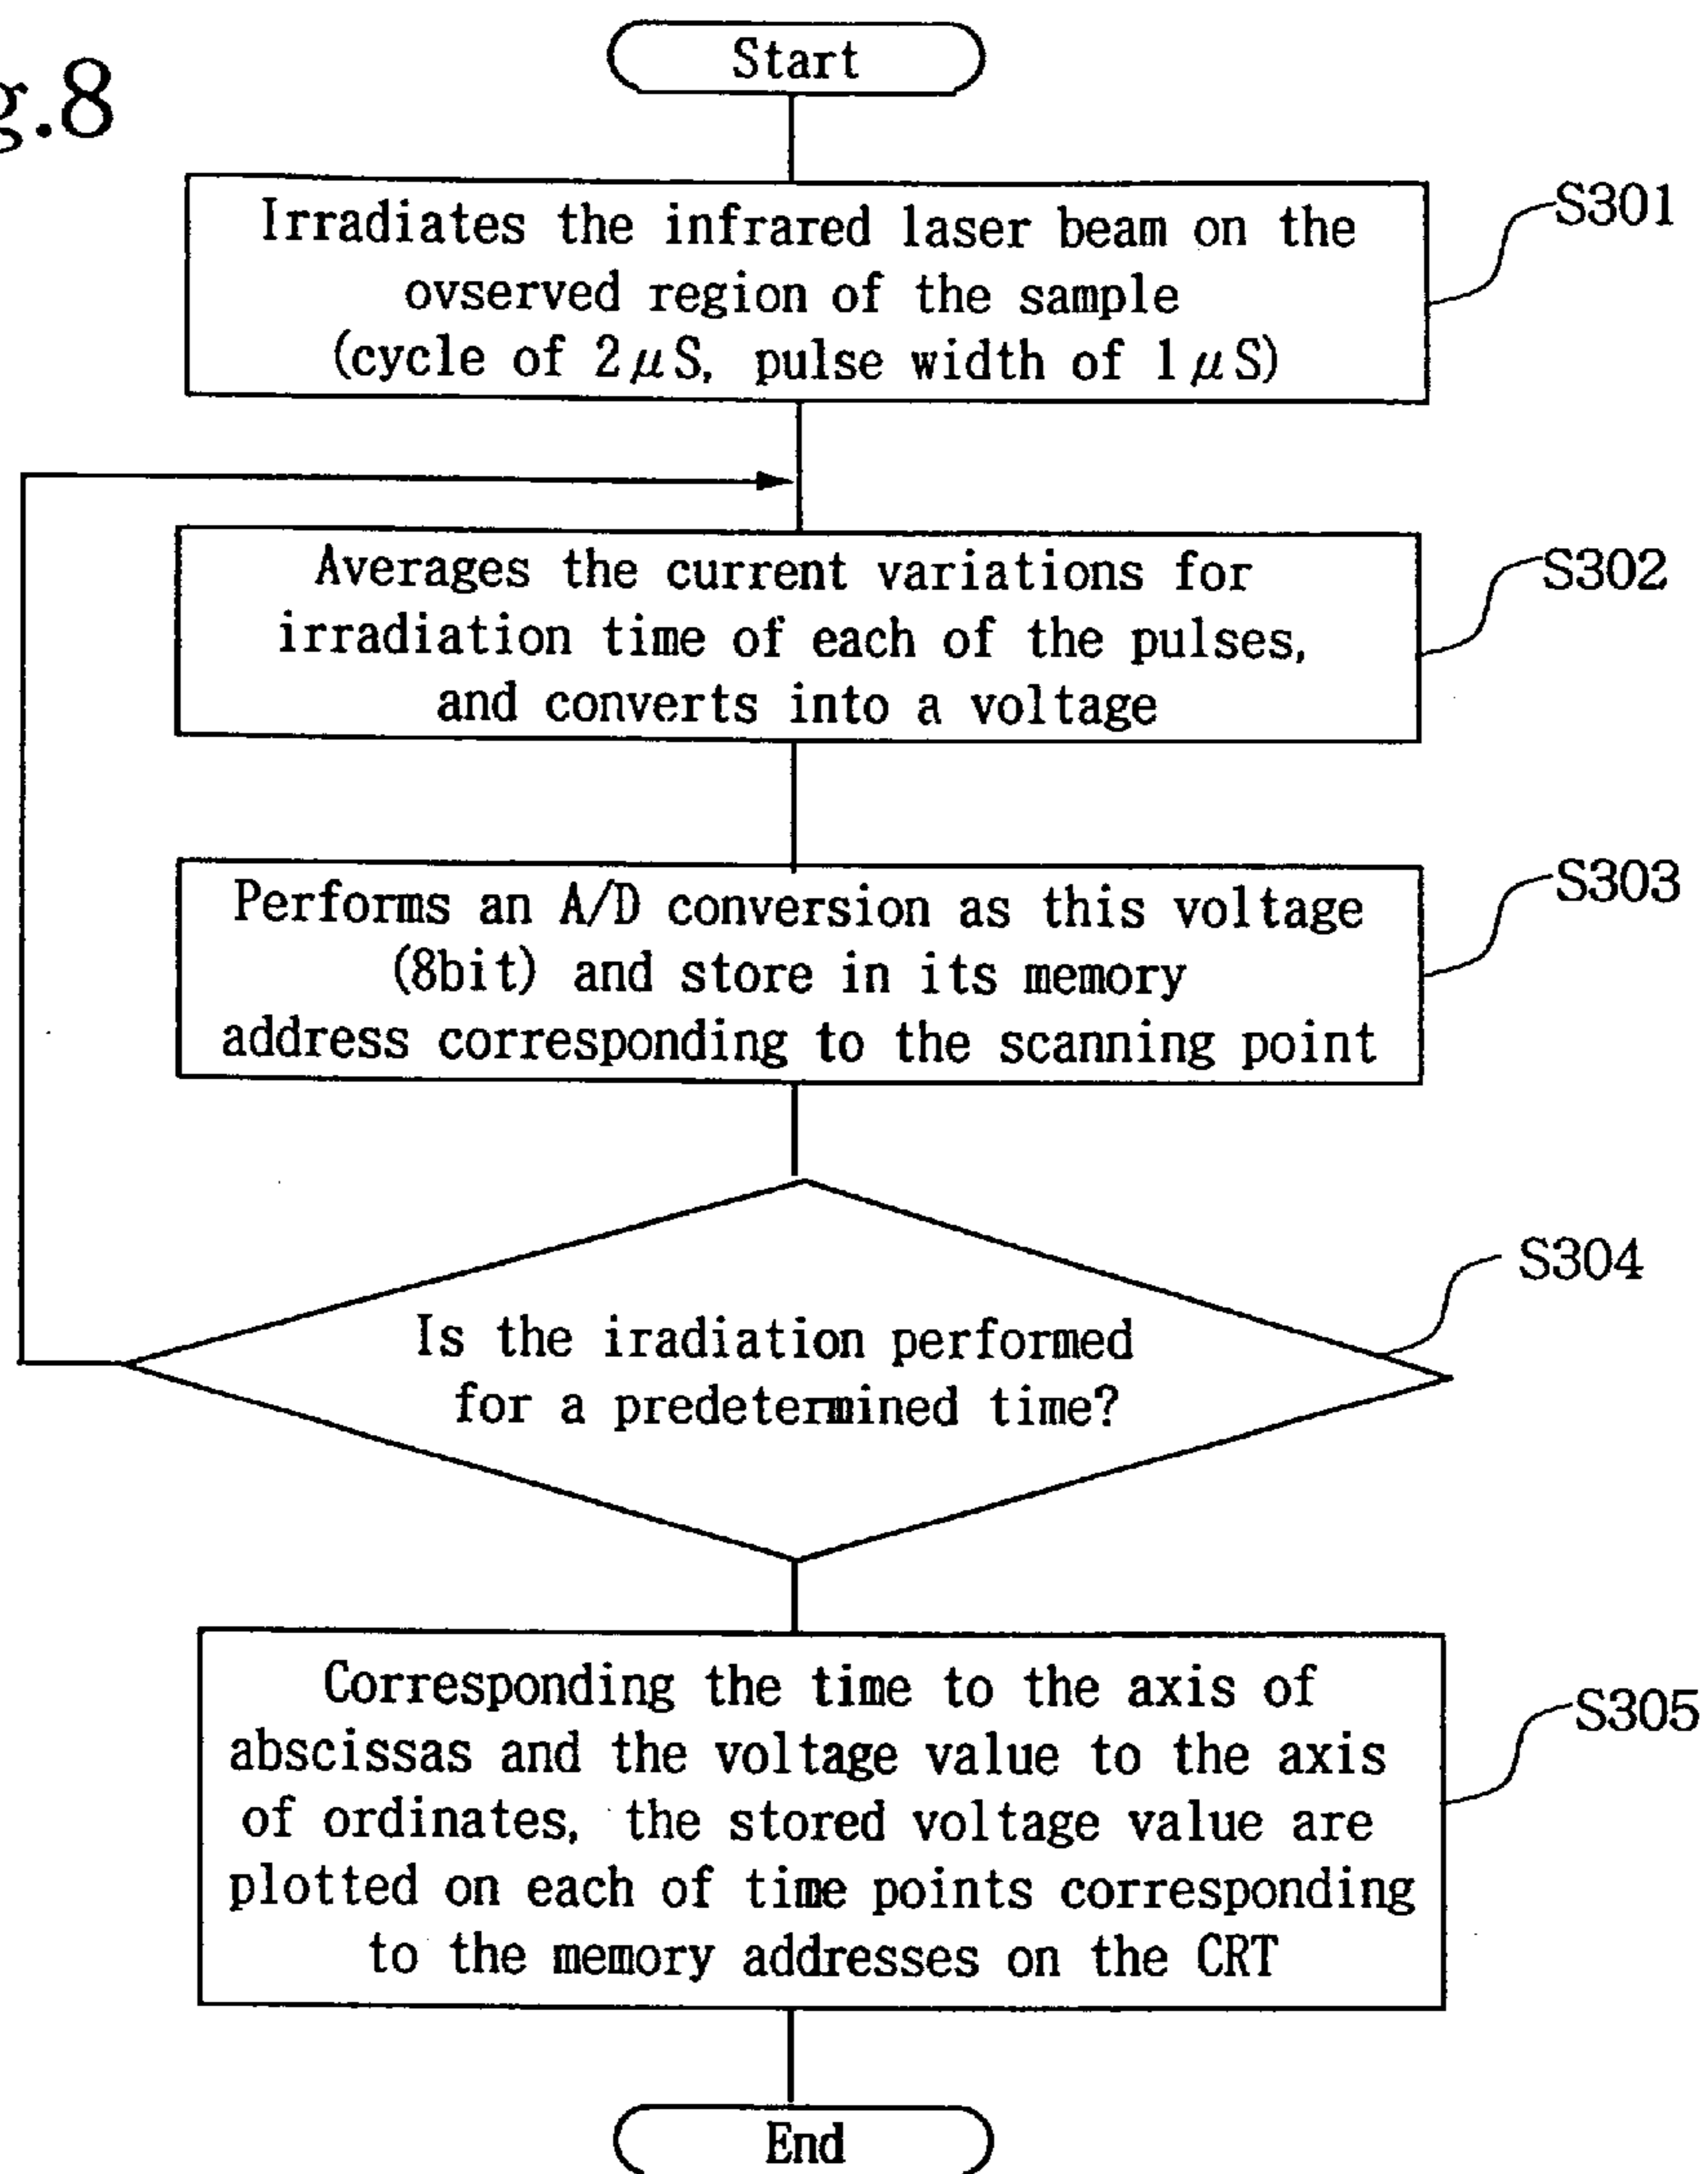 g.8
Start
Irradiates the infrared laser beam on the
ovserved region of the sample
(cycle of 2μS, pulse width of 1μS)
S301
Averages the current variations for
irradiation time of each of the pulses,
and converts into a voltage
S302
Performs an A/D conversion as this voltage
(8bit) and store in its memory
address corresponding to the scanning point
S303
Is the iradiation performed
for a predetermined time?
S304
Corresponding the time to the axis of
abscissas and the voltage value to the axis
of ordinates, the stored voltage value are
plotted on each of time points corresponding
to the memory addresses on the CRT
S305
End